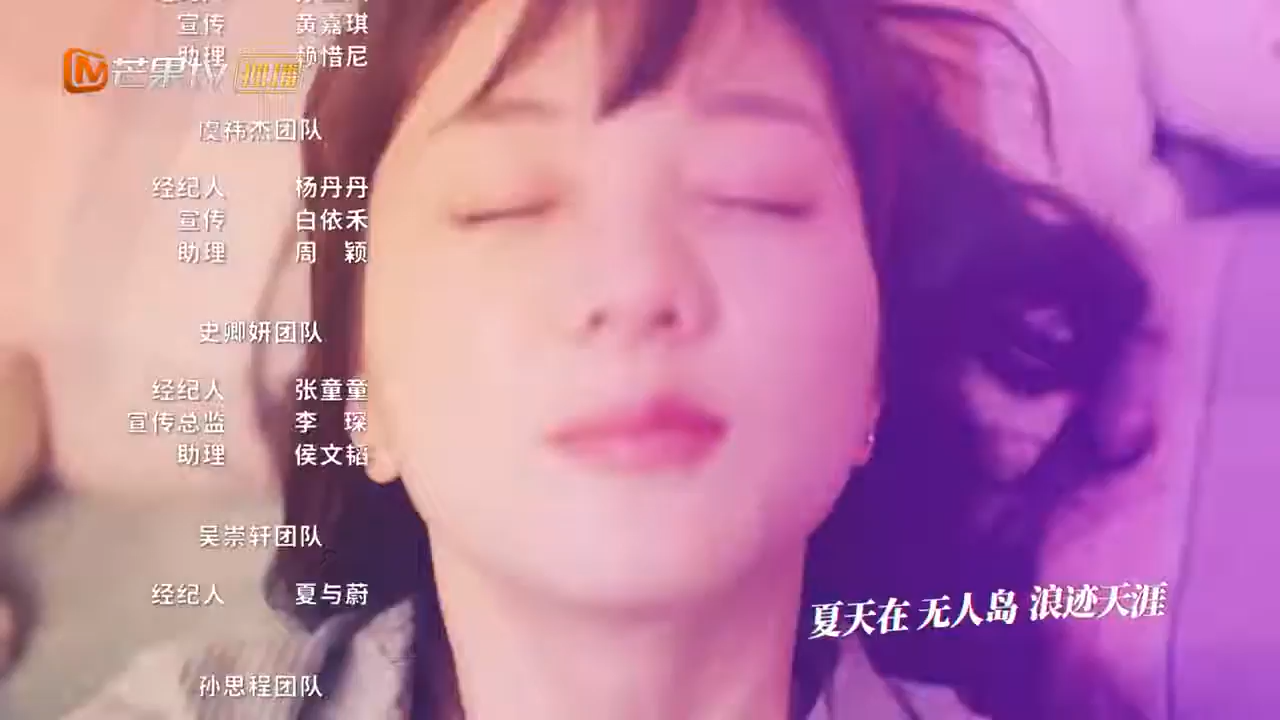 宣传 黄嘉琪
助理 赖惜尼
芒果TV
虞祎杰团队
经纪人 杨丹丹
宣传 白依禾
助理 周 颖
史卿妍团队
经纪人 张童童
宣传总监 李 琛
助理 侯文韬
吴崇轩团队
经纪人 夏与蔚
夏天在 无人岛 浪迹天涯
孙思程团队